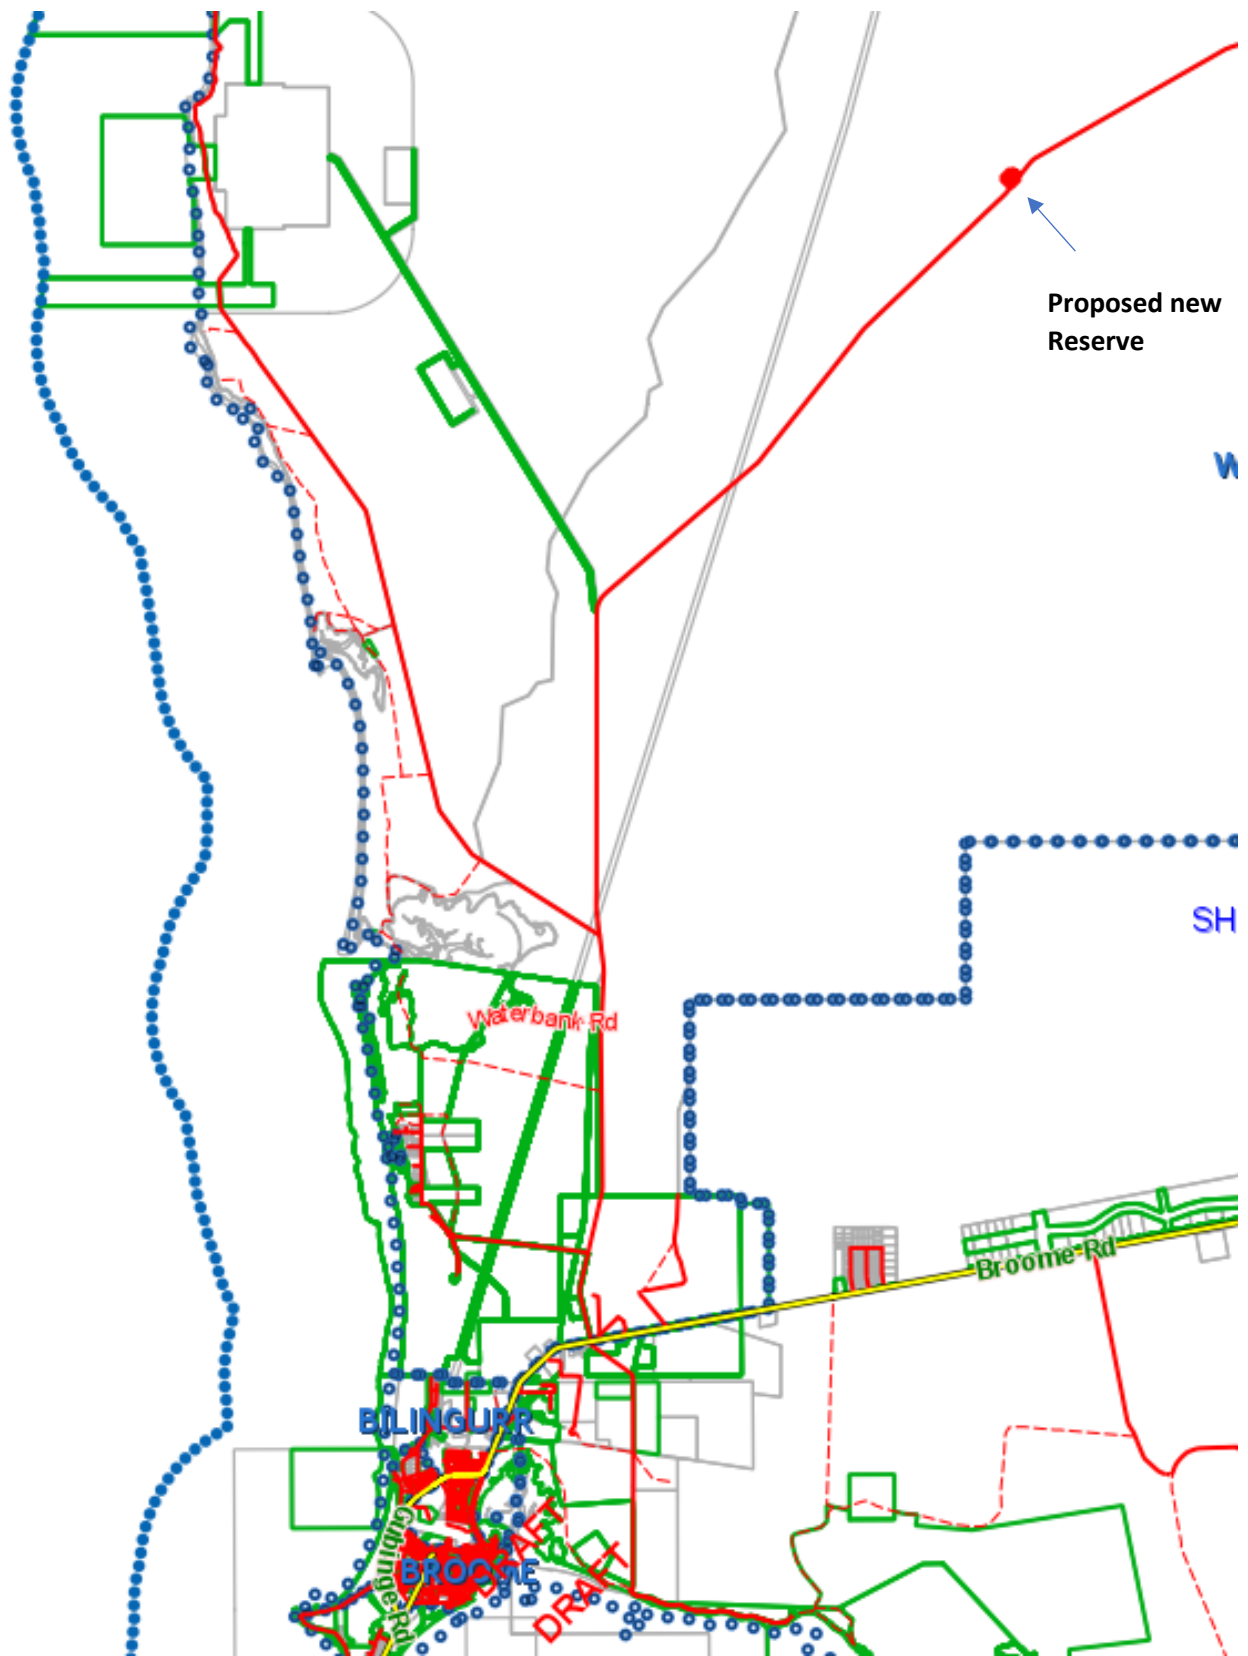 Proposed new
Reserve
W
SH
Waterbank Rd
Broome Rd
BILINGURR
Gubinge Rd
BROOME
DRAFT
DRAFT